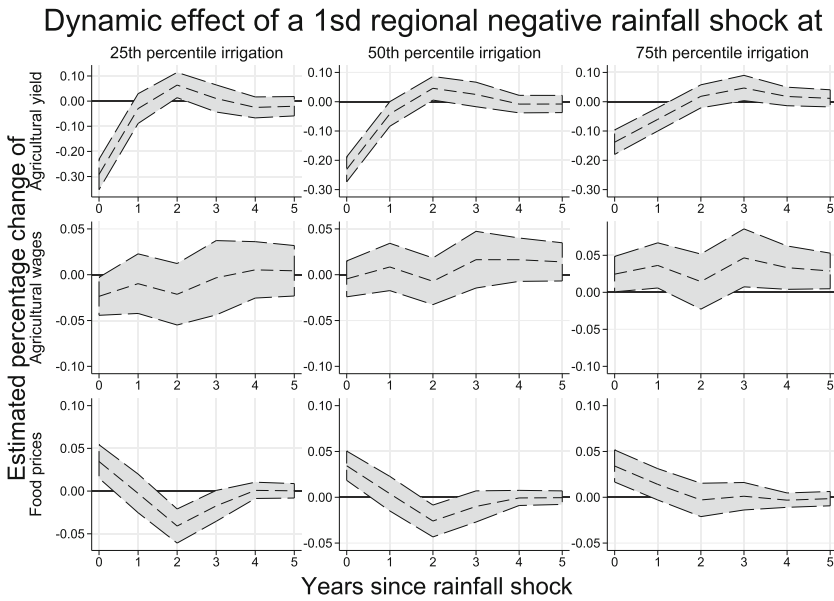 Dynamic effect of a 1sd regional negative rainfall shock at
25th percentile irrigation 50th percentile irrigation 75th percentile irrigation
Estimated percentage change of
Agricultural yield
0.10
0.00
-0.10
-0.20
-0.30
0 1 2 3 4 5
0.10
0.00
-0.10
-0.20
-0.30
0 1 2 3 4 5
0.10
0.00
-0.10
-0.20
-0.30
0 1 2 3 4 5
Agricultural wages
0.05
0.00
-0.05
-0.10
0 1 2 3 4 5
0.05
0.00
-0.05
-0.10
0 1 2 3 4 5
0.05
0.00
-0.05
-0.10
0 1 2 3 4 5
Food prices
0.10
0.05
0.00
-0.05
0 1 2 3 4 5
0.10
0.05
0.00
-0.05
0 1 2 3 4 5
0.10
0.05
0.00
-0.05
0 1 2 3 4 5
Years since rainfall shock